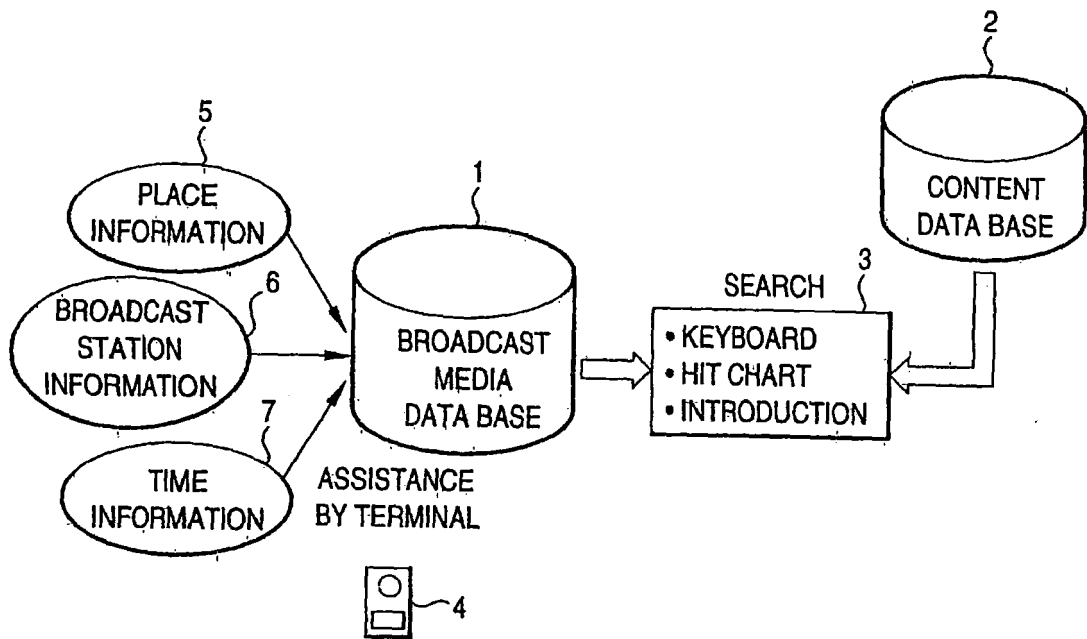 2
5
1
PLACE
INFORMATION
CONTENT
DATA BASE
6
3
SEARCH
BROADCAST
STATION
INFORMATION
BROADCAST
MEDIA
DATA BASE
• KEYBOARD
• HIT CHART
• INTRODUCTION
7
TIME
INFORMATION
ASSISTANCE
BY TERMINAL
4